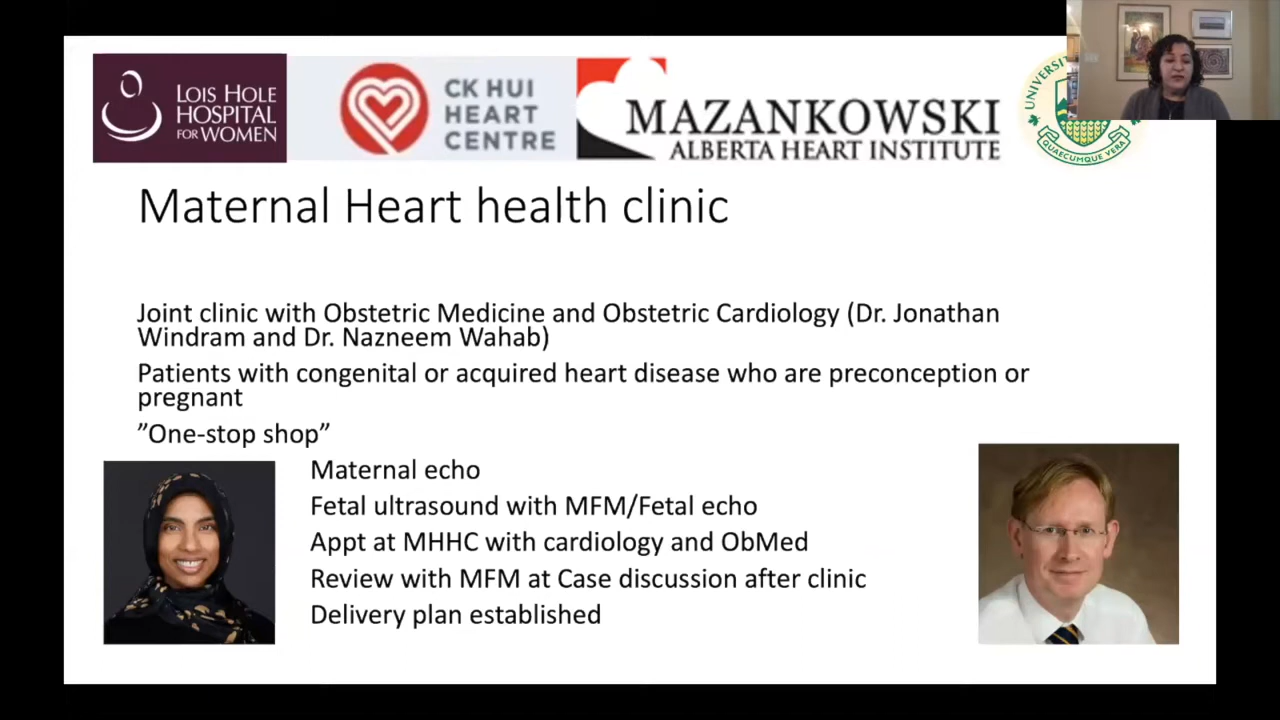 LOIS HOLE
HOSPITAL
FOR WOMEN
CK HUI
HEART
CENTRE
MAZANKOWSKI
ALBERTA HEART INSTITUTE
QUAECUMQUE VERA
Maternal Heart health clinic
Joint clinic with Obstetric Medicine and Obstetric Cardiology (Dr. Jonathan
Windram and Dr. Nazneem Wahab)
Patients with congenital or acquired heart disease who are preconception or
pregnant
”One-stop shop”
Maternal echo
Fetal ultrasound with MFM/Fetal echo
Appt at MHHC with cardiology and ObMed
Review with MFM at Case discussion after clinic
Delivery plan established